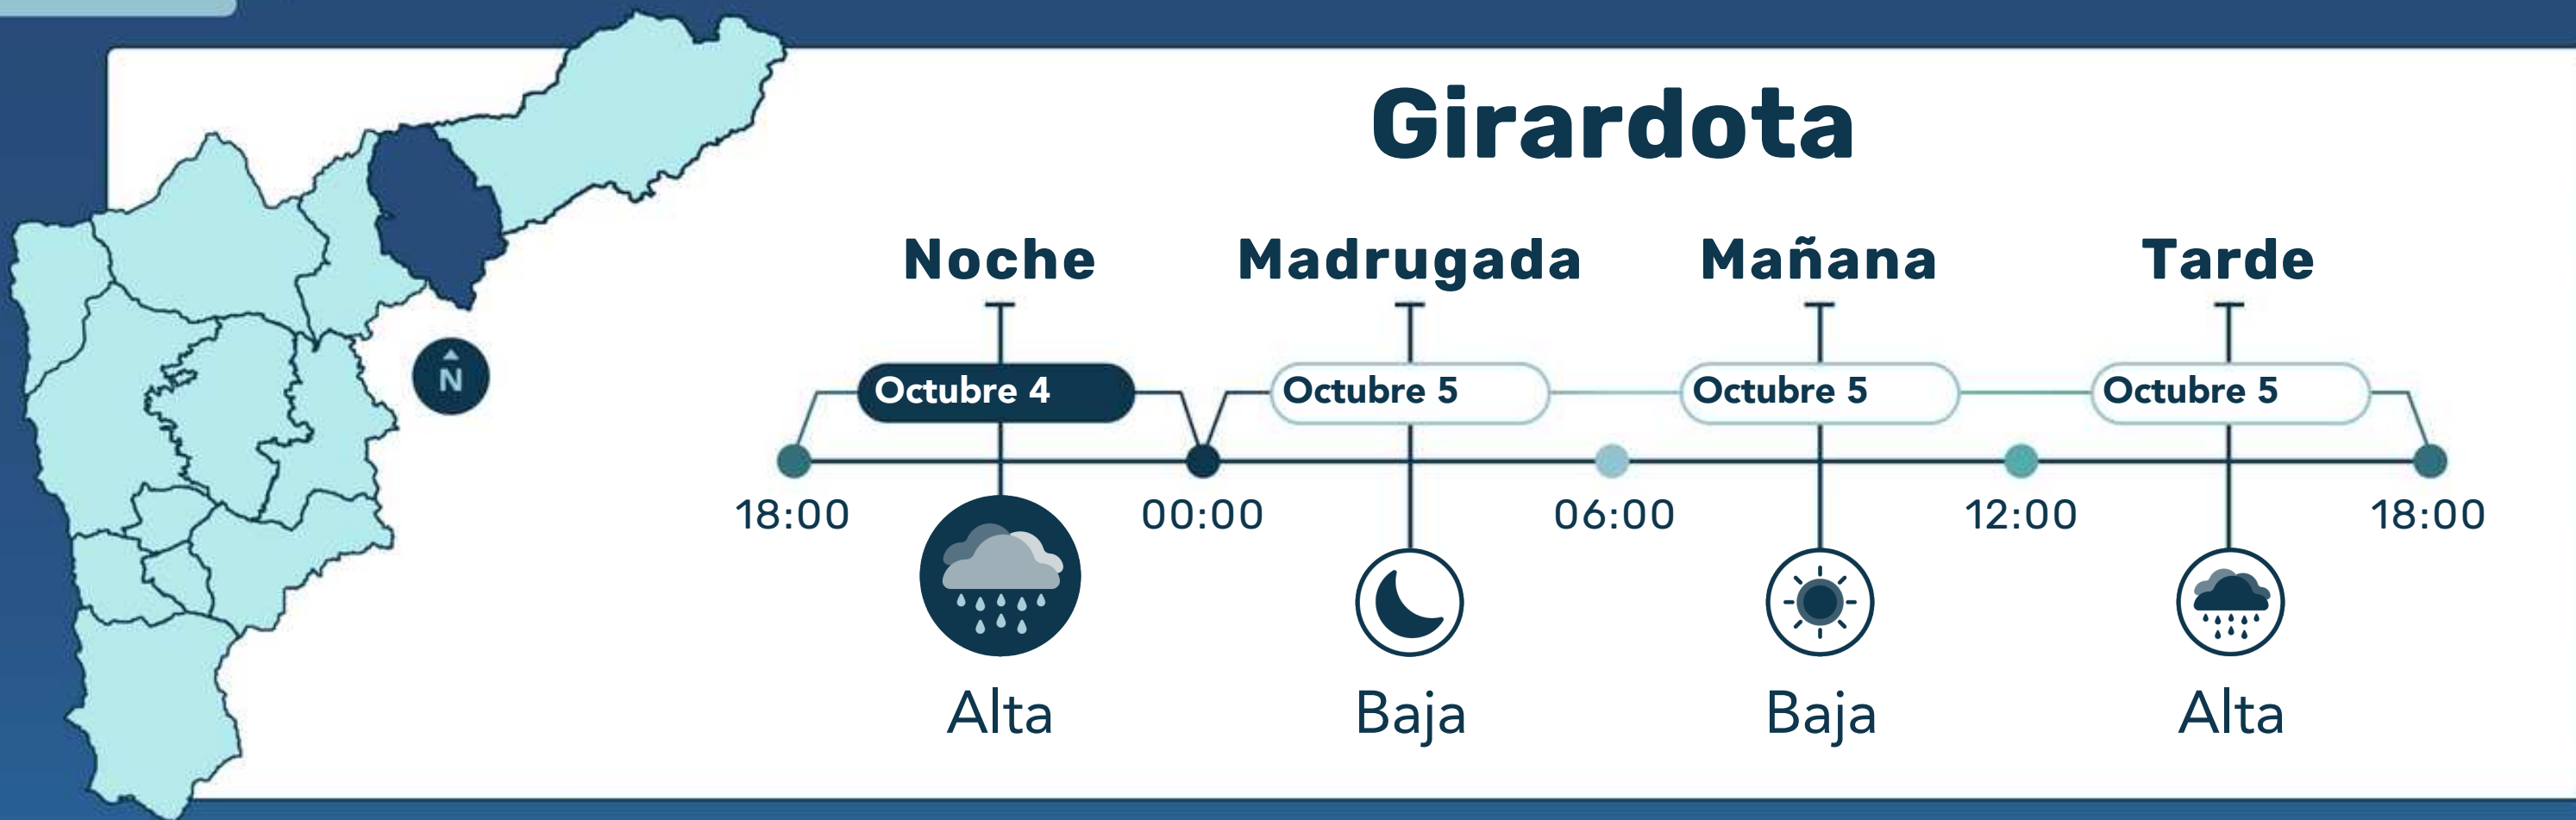 Girardota
Noche Madrugada Mañana Tarde
Octubre 4 Octubre 5 Octubre 5 Octubre 5
N
18:00 00:00 06:00 12:00 18:00
Alta Baja Baja Alta